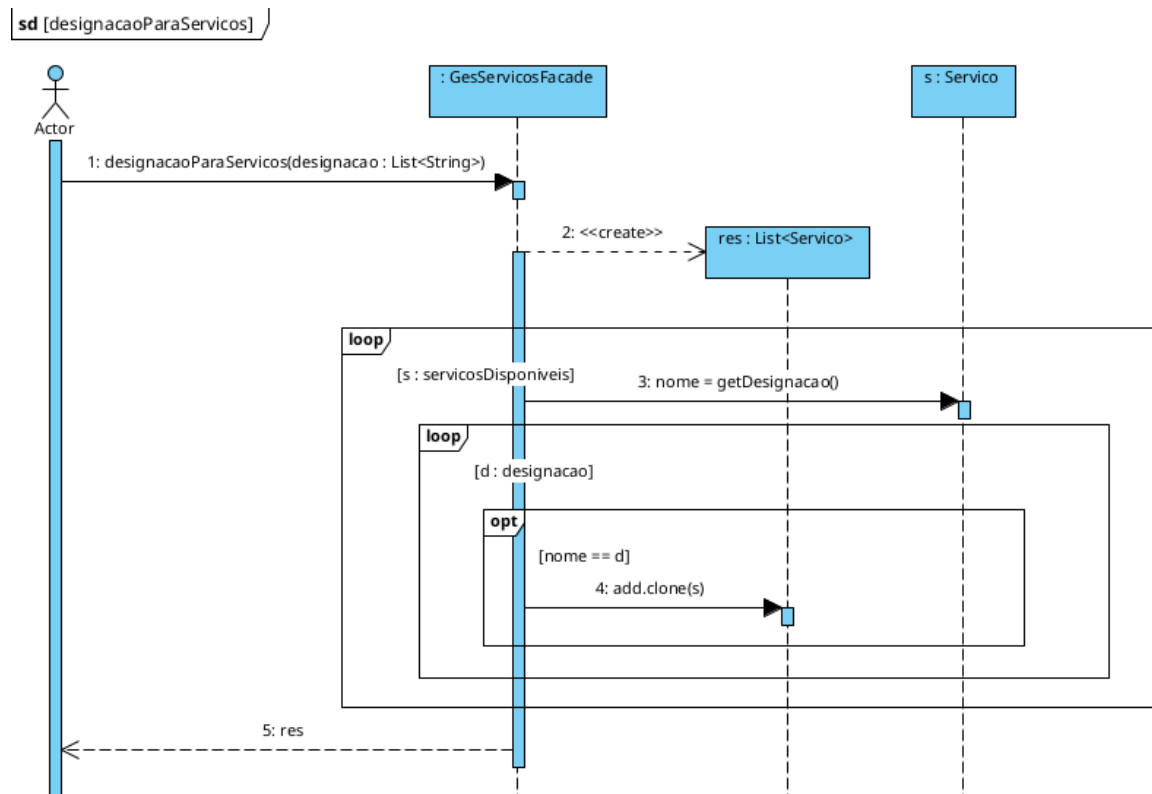 sd [designacaoParaServicos]
: GesServicosFacade
s : Servico
Actor
1: designacaoParaServicos(designacao : List<String>)
2: <<create>>
res : List<Servico>
loop
[s : servicosDisponiveis]
3: nome = getDesignacao()
loop
[d : designacao]
opt
[nome == d]
4: add.clone(s)
5: res